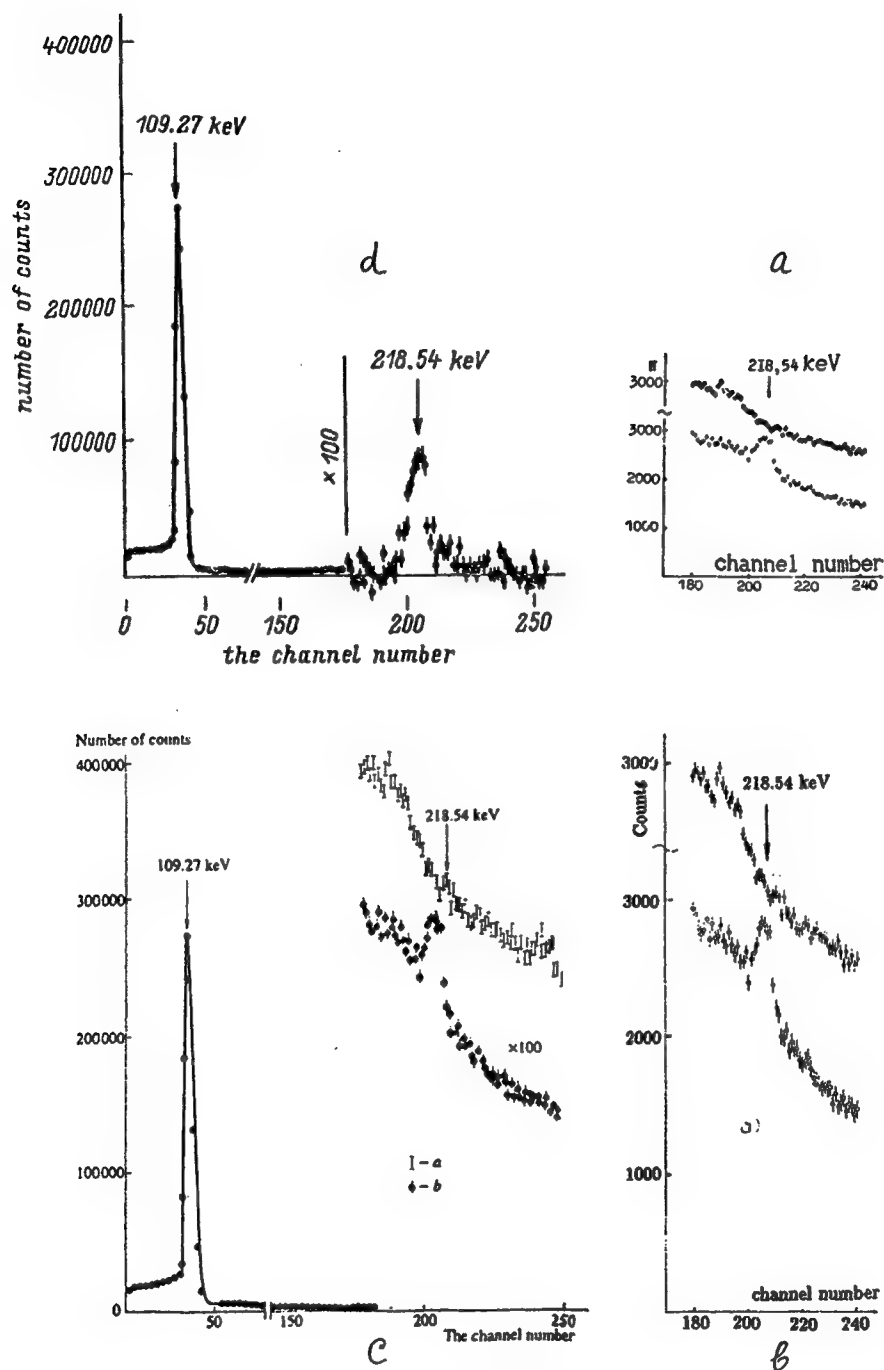 400000
109.27 keV
300000
number of counts
d
a
200000
218.54 keV
218,54 keV
3000
× 100
100000
3000
2000
1000
channel number
180 200 220 240
0 50 150 200 250
the channel number
Number of counts
400000
3000
Counts
218.54 keV
218.54 keV
109.27 keV
300000
3000
200000
×100
2000
a)
I – a
– b
100000
1000
channel number
0
50 150 200 250
180 200 220 240
The channel number
c
b